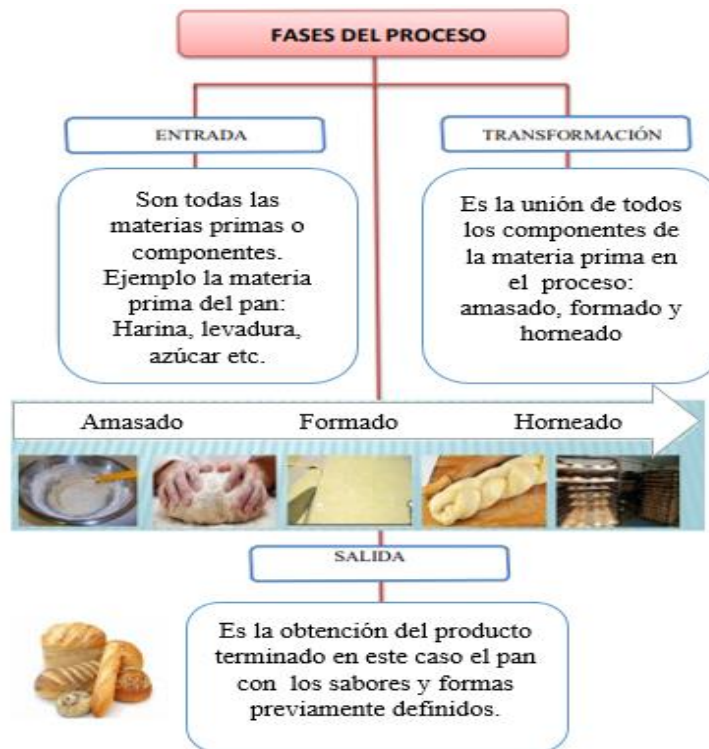 FASES DEL PROCESO
ENTRADA
Son todas las
materias primas o
componentes.
Ejemplo la materia
prima del pan:
Harina, levadura,
azúcar etc.
TRANSFORMACIÓN
Es la unión de todos
los componentes de
la materia prima en
el proceso:
amasado, formado y
horneado
Amasado Formado Horneado
SALIDA
Es la obtención del producto
terminado en este caso el pan
con los sabores y formas
previamente definidos.